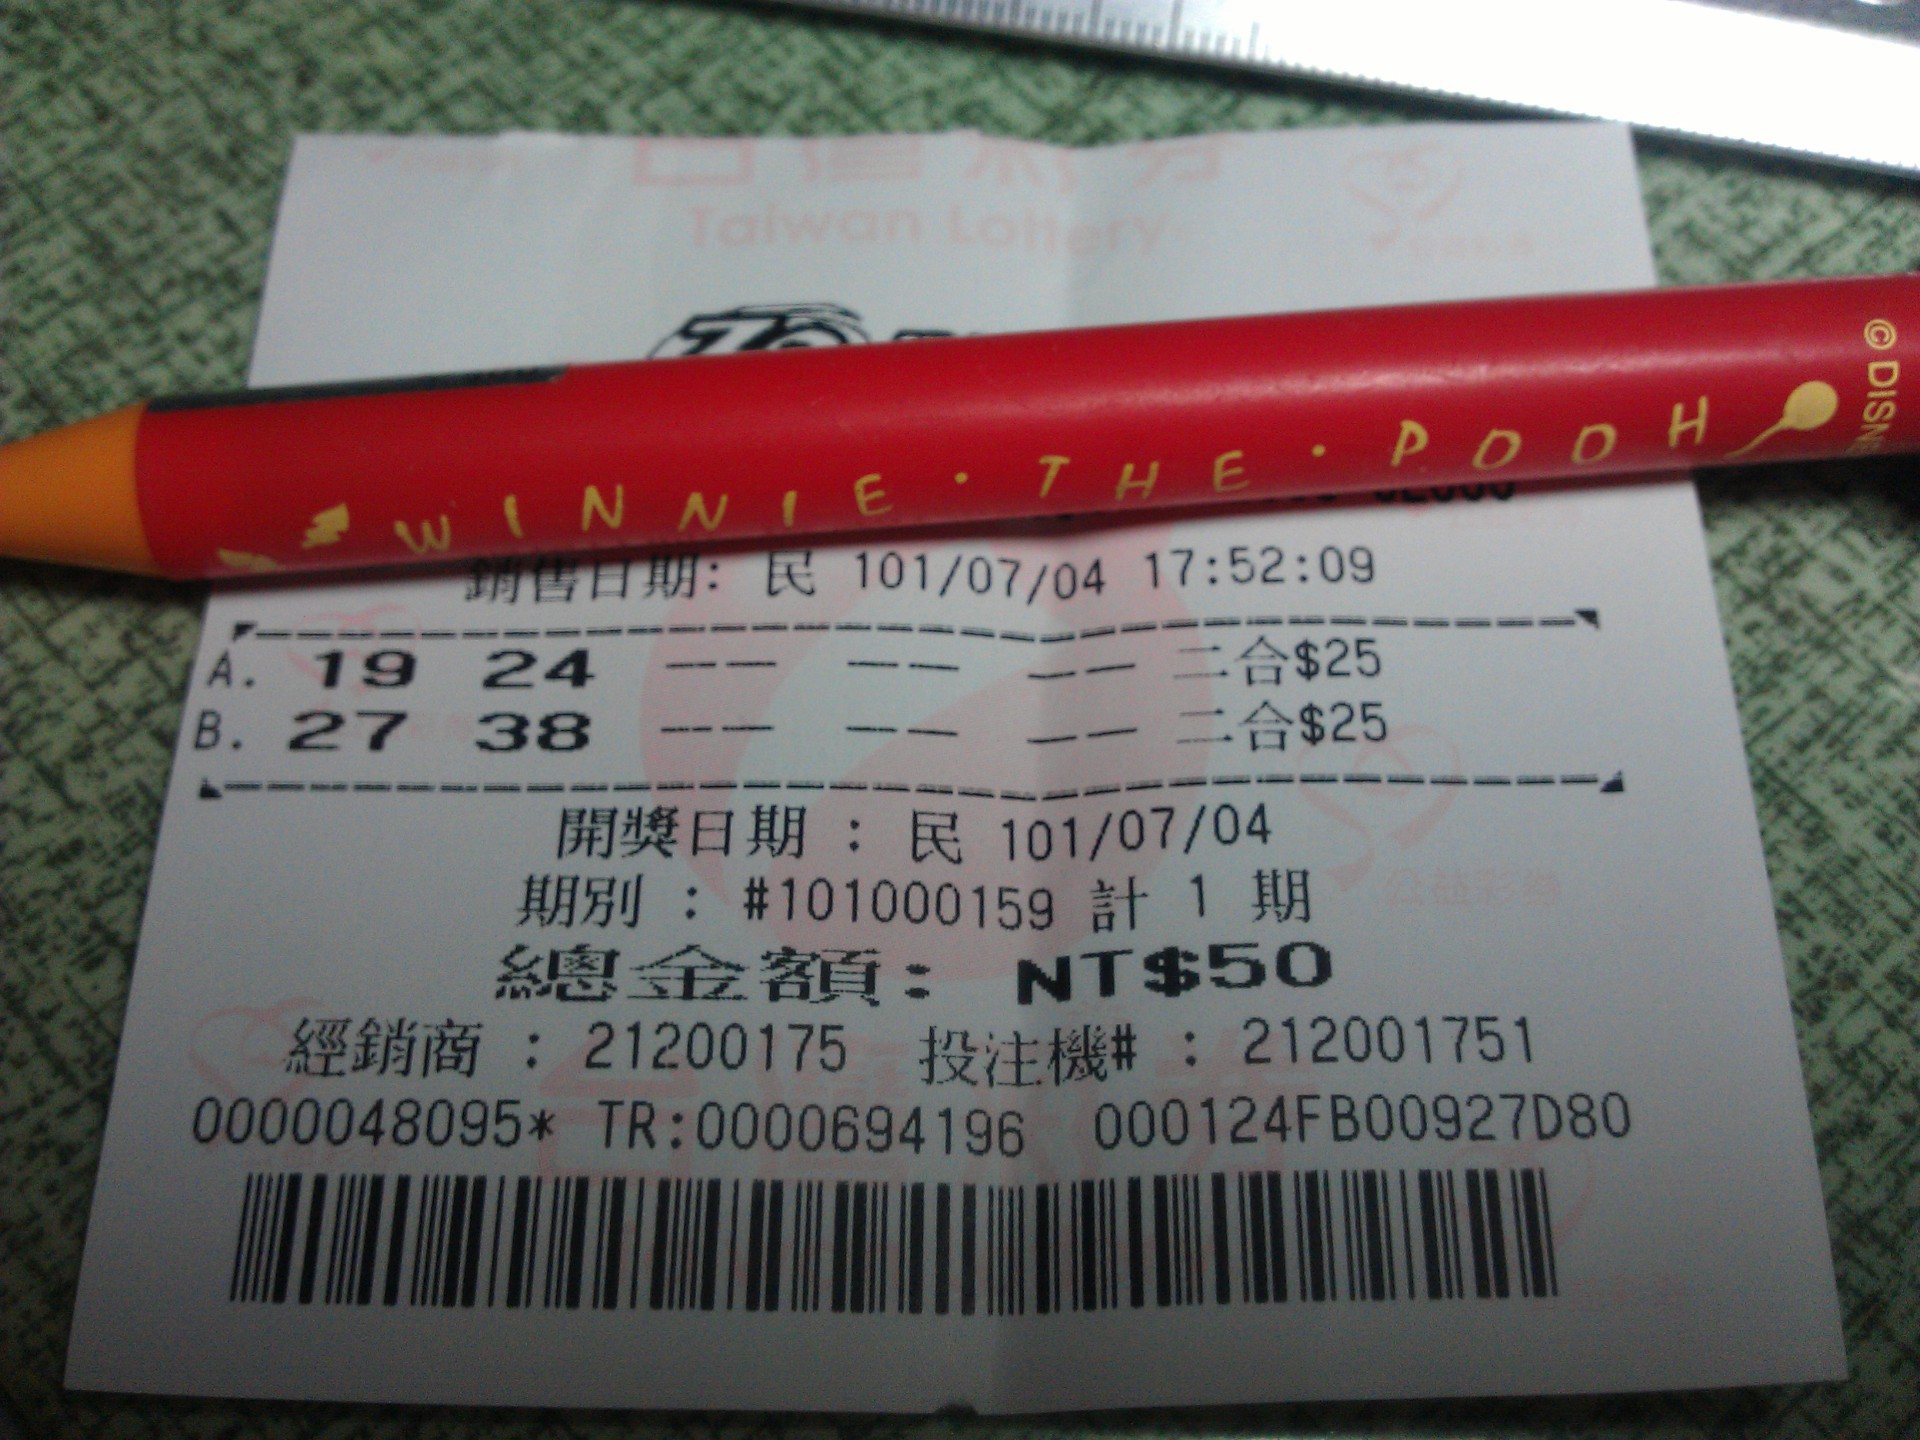 Taiwan Lottery
WINNIE·THE·POOH
© DISNE
銷售日期: 民 101/07/04 17:52:09
A. 19 24 -- -- -- 二合$25
B. 27 38 -- -- -- 二合$25
開獎日期 : 民 101/07/04
期別 : #101000159 計 1 期
總金額: NT$50
經銷商 : 21200175 投注機# : 212001751
0000048095* TR:0000694196 000124FB00927D80